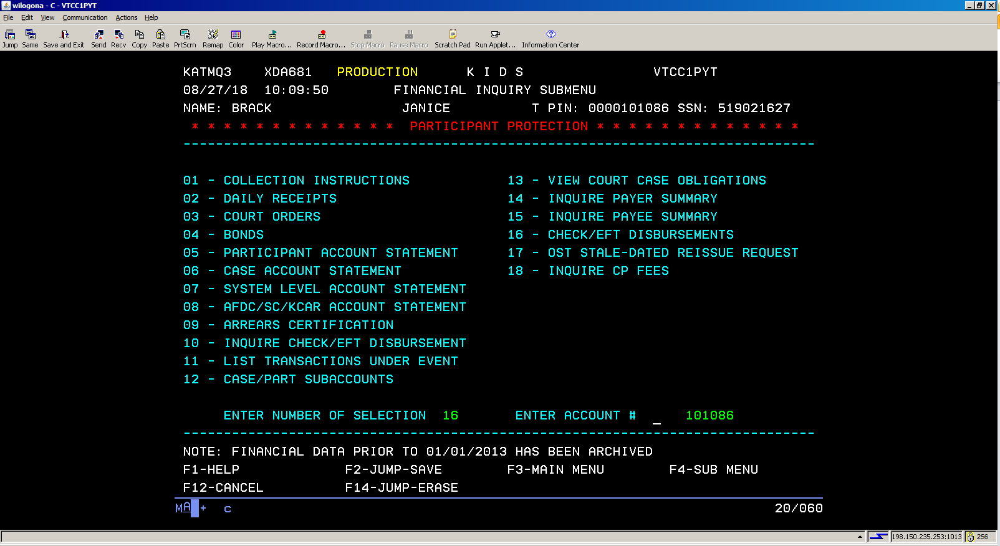 wilogona - C - VTCC1PYT
File Edit View Communication Actions Help
Jump Same Save and Exit Send Recv Copy Paste PrtScrn Remap Color Play Macro... Record Macro... Stop Macro Pause Macro Scratch Pad Run Applet... Information Center
KATMQ3 XDA681 PRODUCTION K I D S VTCC1PYT
08/27/18 10:09:50 FINANCIAL INQUIRY SUBMENU
NAME: BRACK JANICE T PIN: 0000101086 SSN: 519021627
* * * * * * * * * * * * * PARTICIPANT PROTECTION * * * * * * * * * * * * *
------------------------------------------------------------------------------
01 - COLLECTION INSTRUCTIONS 13 - VIEW COURT CASE OBLIGATIONS
02 - DAILY RECEIPTS 14 - INQUIRE PAYER SUMMARY
03 - COURT ORDERS 15 - INQUIRE PAYEE SUMMARY
04 - BONDS 16 - CHECK/EFT DISBURSEMENTS
05 - PARTICIPANT ACCOUNT STATEMENT 17 - OST STALE-DATED REISSUE REQUEST
06 - CASE ACCOUNT STATEMENT 18 - INQUIRE CP FEES
07 - SYSTEM LEVEL ACCOUNT STATEMENT
08 - AFDC/SC/KCAR ACCOUNT STATEMENT
09 - ARREARS CERTIFICATION
10 - INQUIRE CHECK/EFT DISBURSEMENT
11 - LIST TRANSACTIONS UNDER EVENT
12 - CASE/PART SUBACCOUNTS
ENTER NUMBER OF SELECTION 16 ENTER ACCOUNT # _ 101086
------------------------------------------------------------------------------
NOTE: FINANCIAL DATA PRIOR TO 01/01/2013 HAS BEEN ARCHIVED
F1-HELP F2-JUMP-SAVE F3-MAIN MENU F4-SUB MENU
F12-CANCEL F14-JUMP-ERASE
MA + C 20/060
198.150.235.253:1013 256